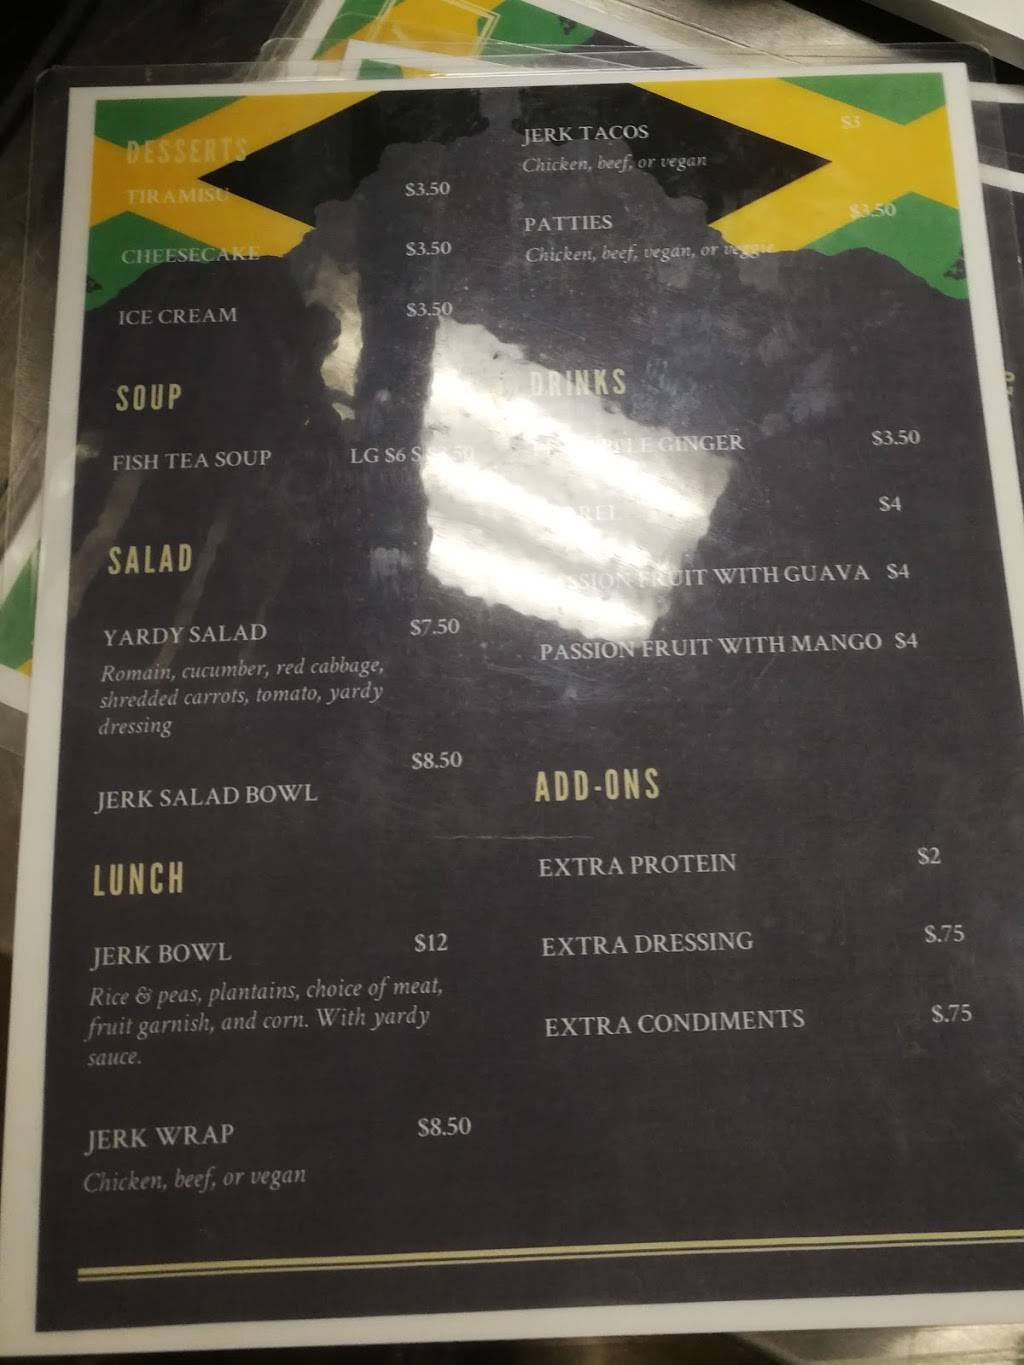 DESSERTS
TIRAMISU $3.50
CHEESECAKE $3.50
ICE CREAM $3.50
SOUP
FISH TEA SOUP LG $6 S
SALAD
YARDY SALAD $7.50
Romain, cucumber, red cabbage,
shredded carrots, tomato, yardy
dressing
JERK SALAD BOWL $8.50
LUNCH
JERK BOWL $12
Rice & peas, plantains, choice of meat,
fruit garnish, and corn. With yardy
sauce.
JERK WRAP $8.50
Chicken, beef, or vegan
JERK TACOS $3
Chicken, beef, or vegan
PATTIES $3.50
Chicken, beef, vegan, or veggie
DRINKS
GINGER $3.50
$4
PASSION FRUIT WITH GUAVA $4
PASSION FRUIT WITH MANGO $4
ADD-ONS
EXTRA PROTEIN $2
EXTRA DRESSING $.75
EXTRA CONDIMENTS $.75